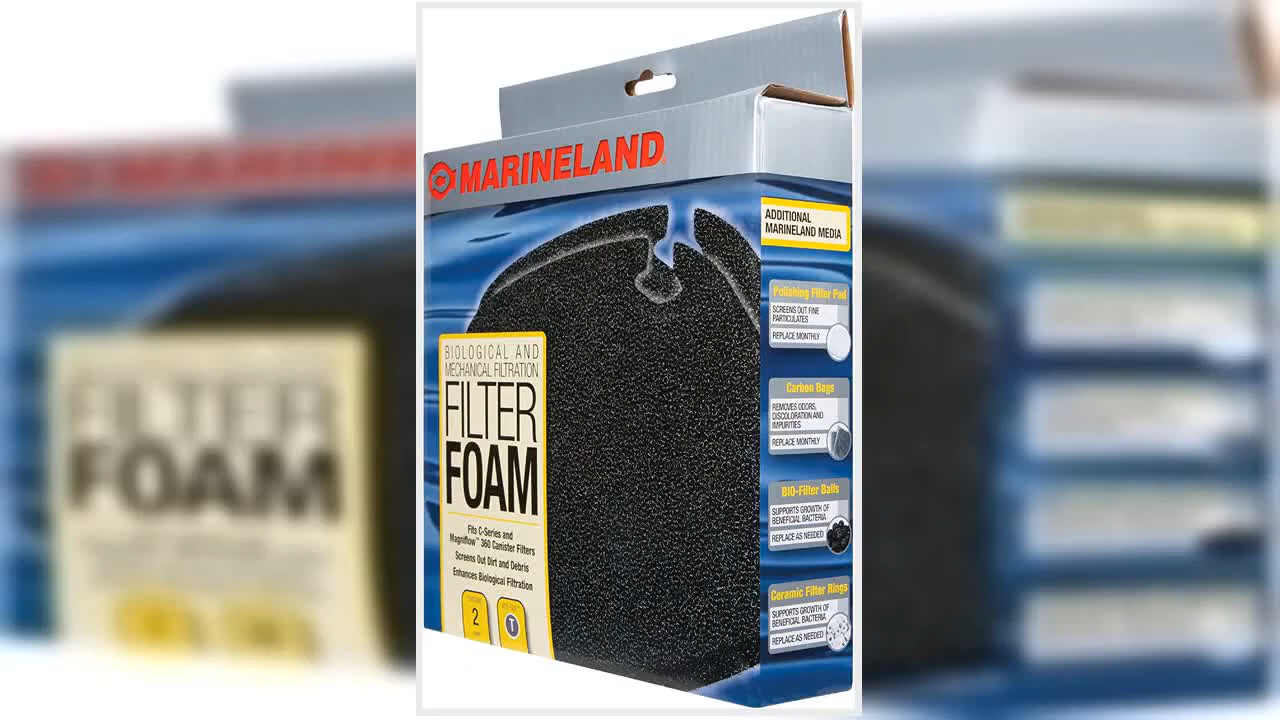 MARINELAND
BIOLOGICAL AND
MECHANICAL FILTRATION
FILTER
FOAM
Fits C-Series and
Magniflow™ 360 Canister Filters
Screens Out Dirt and Debris
Enhances Biological Filtration
2
T
ADDITIONAL
MARINELAND MEDIA
Polishing Filter Pad
SCREENS OUT FINE
PARTICULATES
REPLACE MONTHLY
Carbon Bags
REMOVES ODORS,
DISCOLORATION AND
IMPURITIES
REPLACE MONTHLY
BIO-Filter Balls
SUPPORTS GROWTH OF
BENEFICIAL BACTERIA
REPLACE AS NEEDED
Ceramic Filter Rings
SUPPORTS GROWTH OF
BENEFICIAL BACTERIA
REPLACE AS NEEDED
FILTER
FOAM